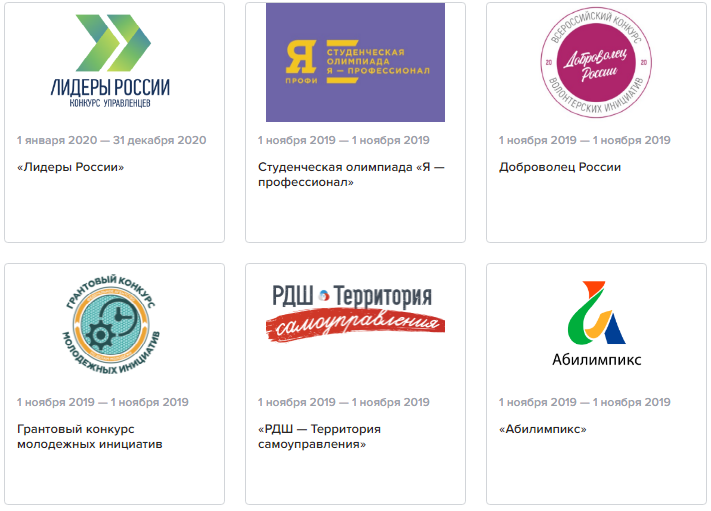 ЛИДЕРЫ РОССИИ
КОНКУРС УПРАВЛЕНЦЕВ
1 января 2020 — 31 декабря 2020
«Лидеры России»
Я
ПРОФИ
СТУДЕНЧЕСКАЯ
ОЛИМПИАДА
Я — ПРОФЕССИОНАЛ
1 ноября 2019 — 1 ноября 2019
Студенческая олимпиада «Я —
профессионал»
ВСЕРОССИЙСКИЙ КОНКУРС
20
Доброволец
России
20
ВОЛОНТЕРСКИХ ИНИЦИАТИВ
1 ноября 2019 — 1 ноября 2019
Доброволец России
ГРАНТОВЫЙ КОНКУРС
МОЛОДЕЖНЫХ ИНИЦИАТИВ
1 ноября 2019 — 1 ноября 2019
Грантовый конкурс
молодежных инициатив
РДШ Территория
самоуправления
1 ноября 2019 — 1 ноября 2019
«РДШ — Территория
самоуправления»
Абилимпикс
1 ноября 2019 — 1 ноября 2019
«Абилимпикс»